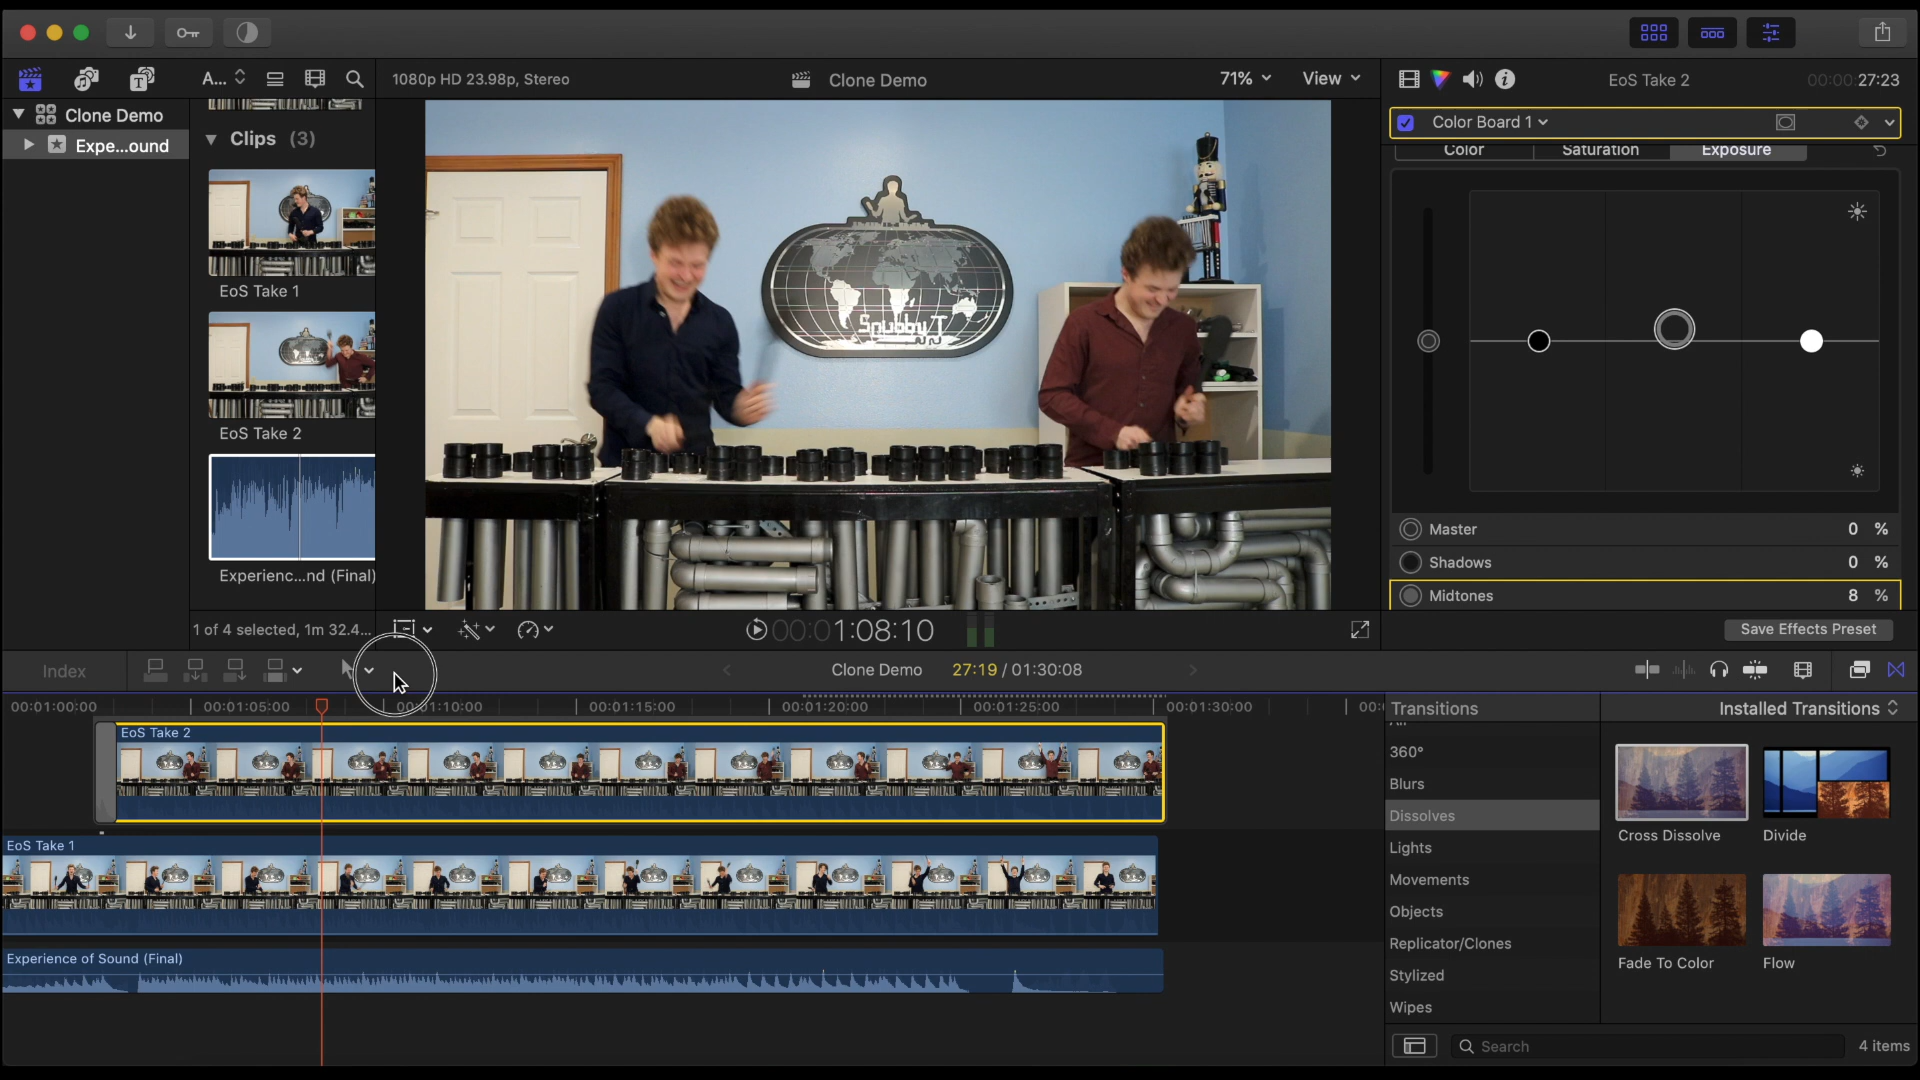 A...
1080p HD 23.98p, Stereo
Clone Demo
71%
View
EoS Take 2
00:00:27:23
Clone Demo
Expe...ound
Clips (3)
EoS Take 1
EoS Take 2
Experienc...nd (Final)
Snubby J
Color Board 1
Color
Saturation
Exposure
Master 0 %
Shadows 0 %
Midtones 8 %
1 of 4 selected, 1m 32.4...
00:01:08:10
Save Effects Preset
Index
Clone Demo 27:19 / 01:30:08
00:01:00:00
00:01:05:00
00:01:10:00
00:01:15:00
00:01:20:00
00:01:25:00
00:01:30:00
EoS Take 2
EoS Take 1
Experience of Sound (Final)
Transitions
Installed Transitions
All
360°
Blurs
Dissolves
Lights
Movements
Objects
Replicator/Clones
Stylized
Wipes
Cross Dissolve
Divide
Fade To Color
Flow
Search
4 items